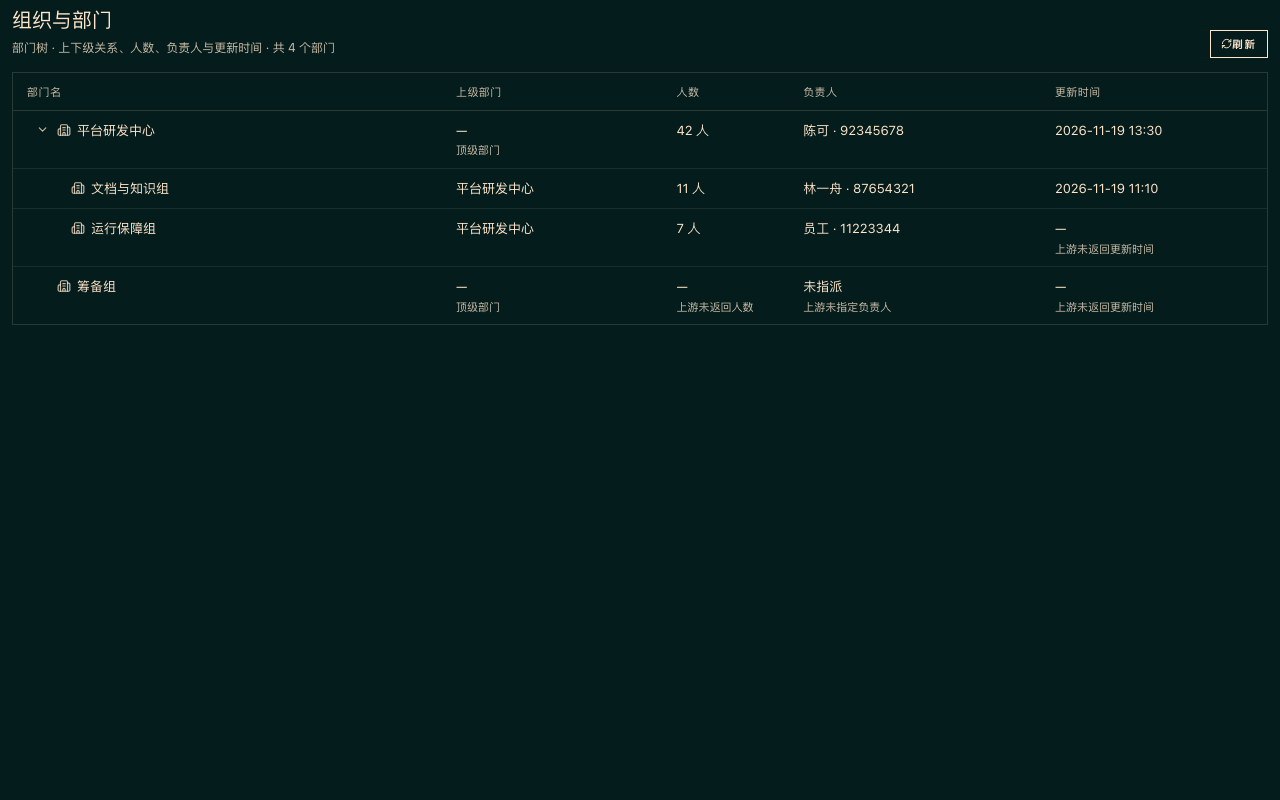 组织与部门
部门树 · 上下级关系、人数、负责人与更新时间 · 共 4 个部门
刷新
部门名 上级部门 人数 负责人 更新时间
平台研发中心 — 42 人 陈可 · 92345678 2026-11-19 13:30
顶级部门
文档与知识组 平台研发中心 11 人 林一舟 · 87654321 2026-11-19 11:10
运行保障组 平台研发中心 7 人 员工 · 11223344 —
上游未返回更新时间
筹备组 — — 未指派 —
顶级部门 上游未返回人数 上游未指定负责人 上游未返回更新时间